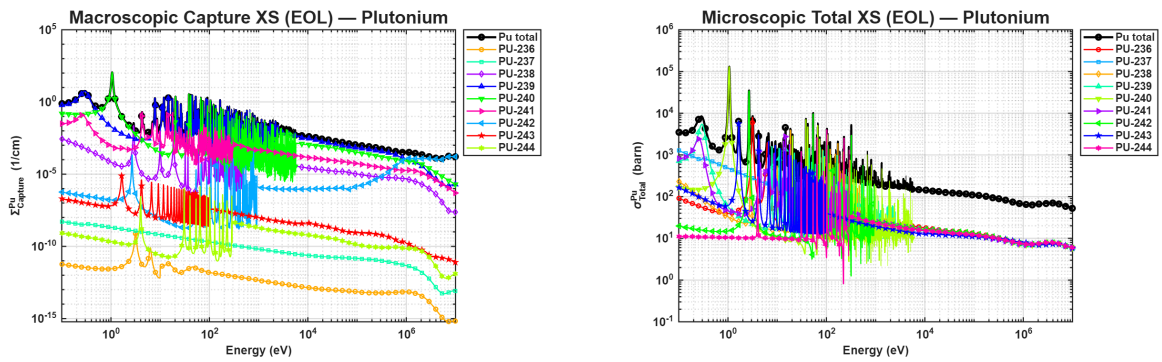 Macroscopic Capture XS (EOL) — Plutonium
10^5
10^0
10^-5
10^-10
10^-15
10^0
10^2
10^4
10^6
Σ^Pu_Capture (1/cm)
Energy (eV)
Pu total
PU-236
PU-237
PU-238
PU-239
PU-240
PU-241
PU-242
PU-243
PU-244
Microscopic Total XS (EOL) — Plutonium
10^6
10^5
10^4
10^3
10^2
10^1
10^0
10^-1
10^0
10^2
10^4
10^6
σ^Pu_Total (barn)
Energy (eV)
Pu total
PU-236
PU-237
PU-238
PU-239
PU-240
PU-241
PU-242
PU-243
PU-244